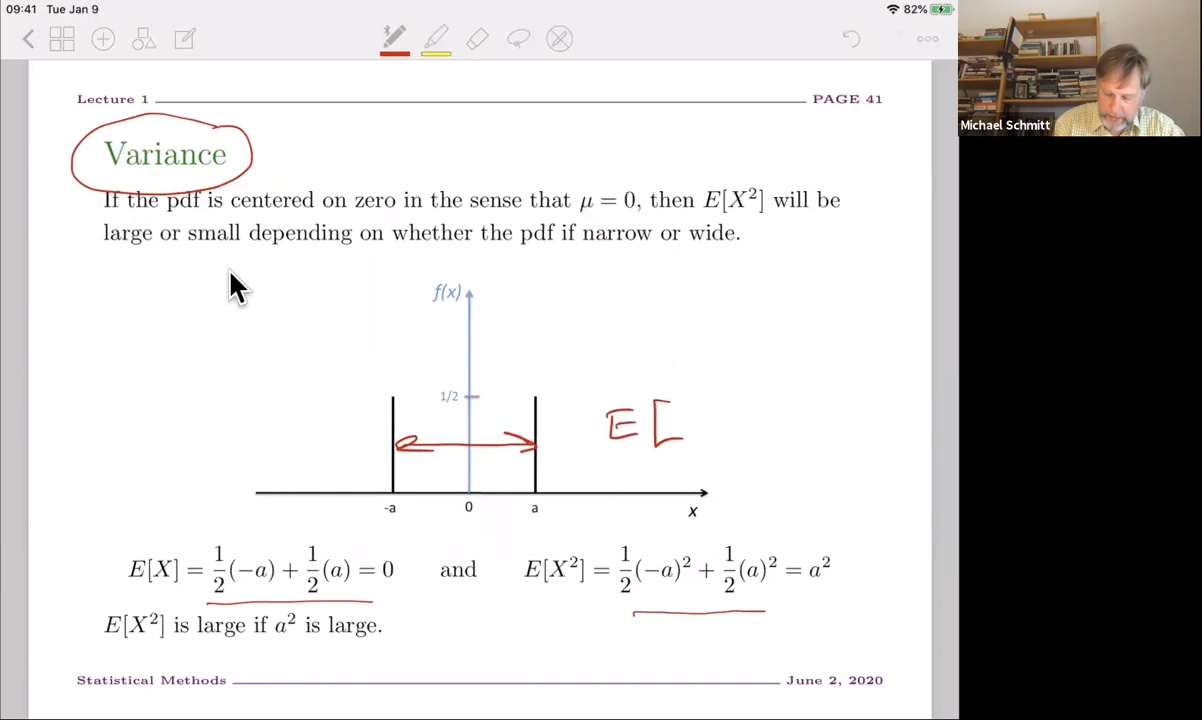 09:41 Tue Jan 9
82%
Lecture 1 PAGE 41
Michael Schmitt
Variance
If the pdf is centered on zero in the sense that μ = 0, then E[X²] will be
large or small depending on whether the pdf if narrow or wide.
f(x)
1/2
E [
-a 0 a x
E[X] = 1/2(−a) + 1/2(a) = 0 and E[X²] = 1/2(−a)² + 1/2(a)² = a²
E[X²] is large if a² is large.
Statistical Methods June 2, 2020